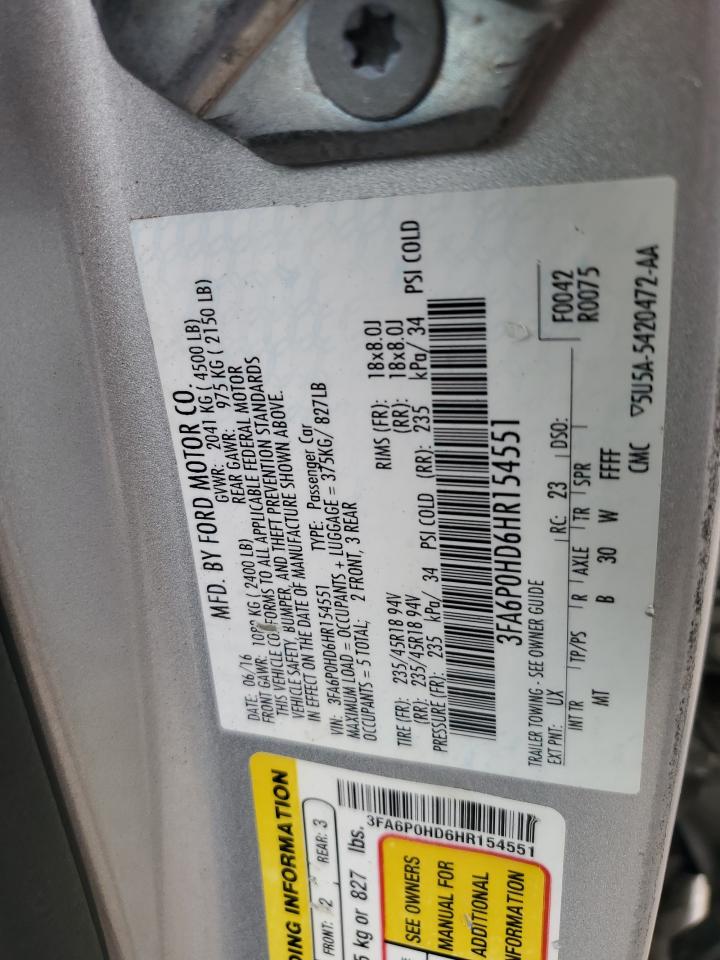 MFD. BY FORD MOTOR CO.
DATE: 06/16 GVWR: 2041 KG ( 4500 LB)
FRONT GAWR: KG ( 2400 LB) REAR GAWR: 975 KG ( 2150 LB)
THIS VEHICLE CONFORMS TO ALL APPLICABLE FEDERAL MOTOR
VEHICLE SAFETY, BUMPER, AND THEFT PREVENTION STANDARDS
IN EFFECT ON THE DATE OF MANUFACTURE SHOWN ABOVE.
VIN: 3FA6P0HD6HR154551 TYPE: Passenger Car
MAXIMUM LOAD = OCCUPANTS + LUGGAGE = 375KG/ 827LB
OCCUPANTS = 5 TOTAL; 2 FRONT, 3 REAR
TIRE (FR): 235/45R18 94V RIMS (FR): 18x8.0J
(RR): 235/45R18 94V (RR): 18x8.0J
PRESSURE (FR): 235 kPa/ 34 PSI COLD (RR): 235 kPa/ 34 PSI COLD
3FA6P0HD6HR154551
TRAILER TOWING - SEE OWNER GUIDE
EXT PNT: UX RC: 23 DSO: F0042
INT TR TP/PS R AXLE TR SPR R0075
MT B 30 W FFFF
CMC ▽5U5A-5420472-AA
DING INFORMATION
FRONT: 2 REAR: 3
5 kg or 827 lbs.
3FA6P0HD6HR154551
SEE OWNERS
MANUAL FOR
ADDITIONAL
INFORMATION